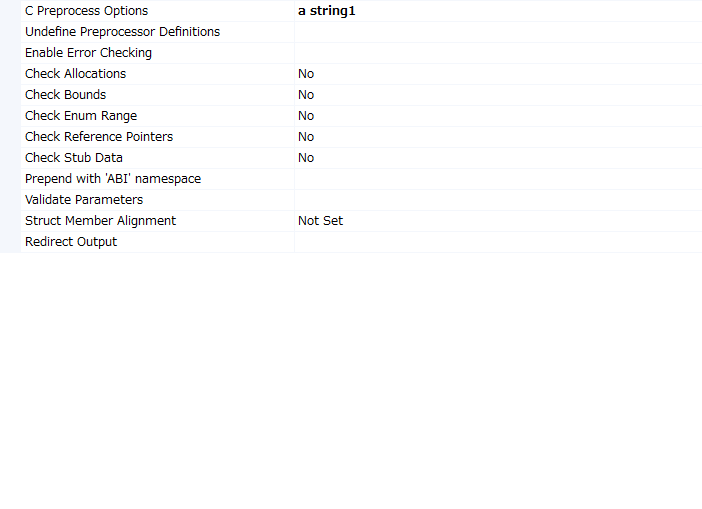 C Preprocess Options a string1
Undefine Preprocessor Definitions
Enable Error Checking
Check Allocations No
Check Bounds No
Check Enum Range No
Check Reference Pointers No
Check Stub Data No
Prepend with 'ABI' namespace
Validate Parameters
Struct Member Alignment Not Set
Redirect Output